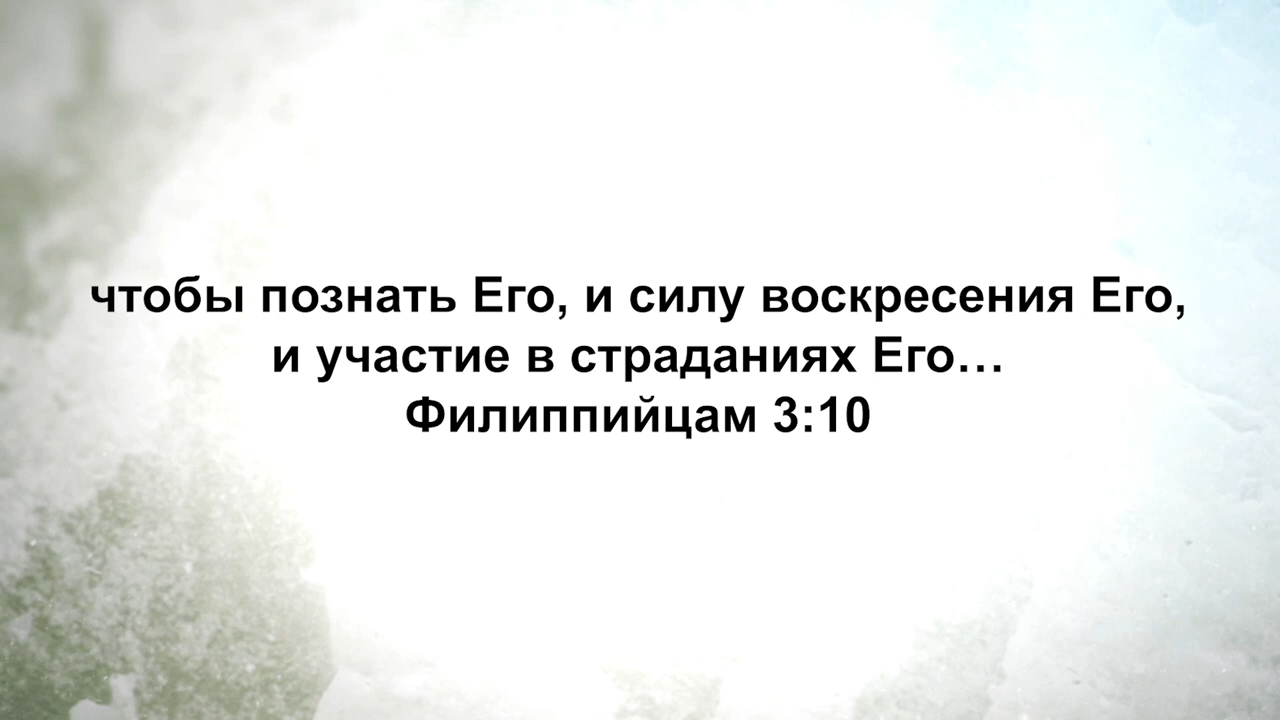 чтобы познать Его, и силу воскресения Его,
и участие в страданиях Его…
Филиппийцам 3:10